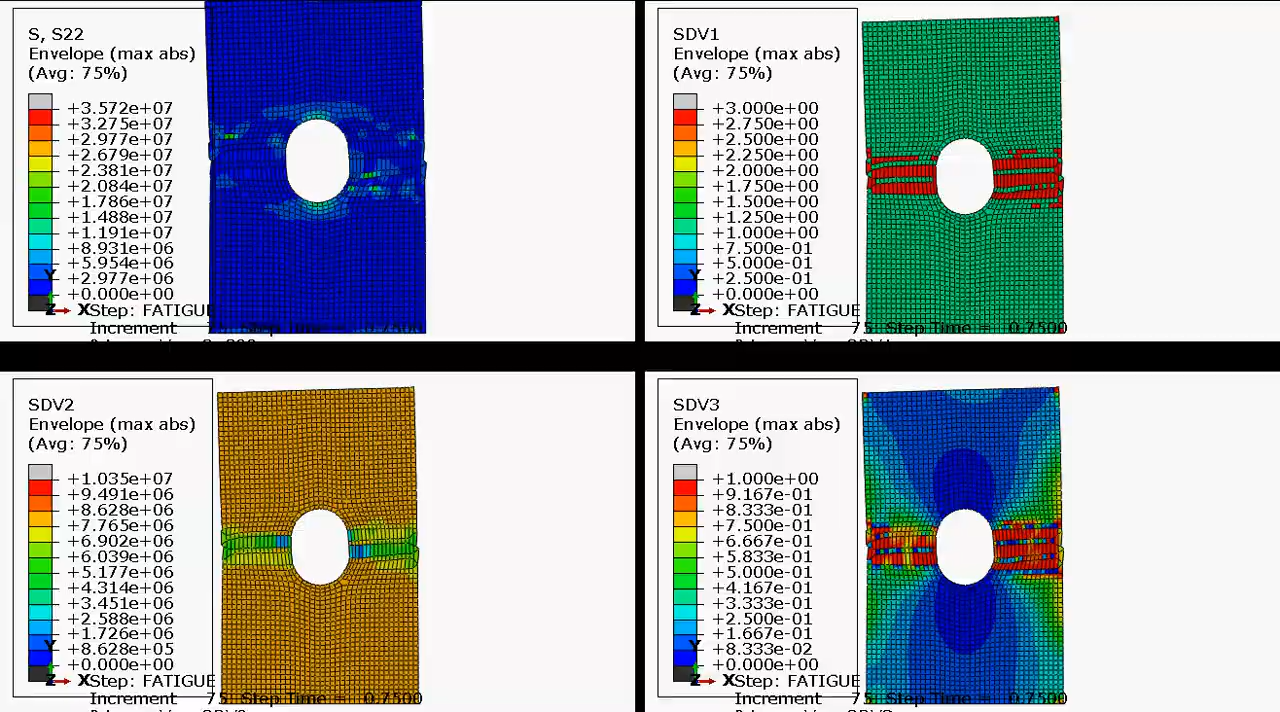 S, S22
Envelope (max abs)
(Avg: 75%)
+3.572e+07
+3.275e+07
+2.977e+07
+2.679e+07
+2.381e+07
+2.084e+07
+1.786e+07
+1.488e+07
+1.191e+07
+8.931e+06
+5.954e+06
+2.977e+06
+0.000e+00
Y
Z X
Step: FATIGUE
Increment 75: Step Time = 0.7500
SDV1
Envelope (max abs)
(Avg: 75%)
+3.000e+00
+2.750e+00
+2.500e+00
+2.250e+00
+2.000e+00
+1.750e+00
+1.500e+00
+1.250e+00
+1.000e+00
+7.500e-01
+5.000e-01
+2.500e-01
+0.000e+00
Y
Z X
Step: FATIGUE
Increment 75: Step Time = 0.7500
SDV2
Envelope (max abs)
(Avg: 75%)
+1.035e+07
+9.491e+06
+8.628e+06
+7.765e+06
+6.902e+06
+6.039e+06
+5.177e+06
+4.314e+06
+3.451e+06
+2.588e+06
+1.726e+06
+8.628e+05
+0.000e+00
Y
Z X
Step: FATIGUE
Increment 75: Step Time = 0.7500
SDV3
Envelope (max abs)
(Avg: 75%)
+1.000e+00
+9.167e-01
+8.333e-01
+7.500e-01
+6.667e-01
+5.833e-01
+5.000e-01
+4.167e-01
+3.333e-01
+2.500e-01
+1.667e-01
+8.333e-02
+0.000e+00
Y
Z X
Step: FATIGUE
Increment 75: Step Time = 0.7500